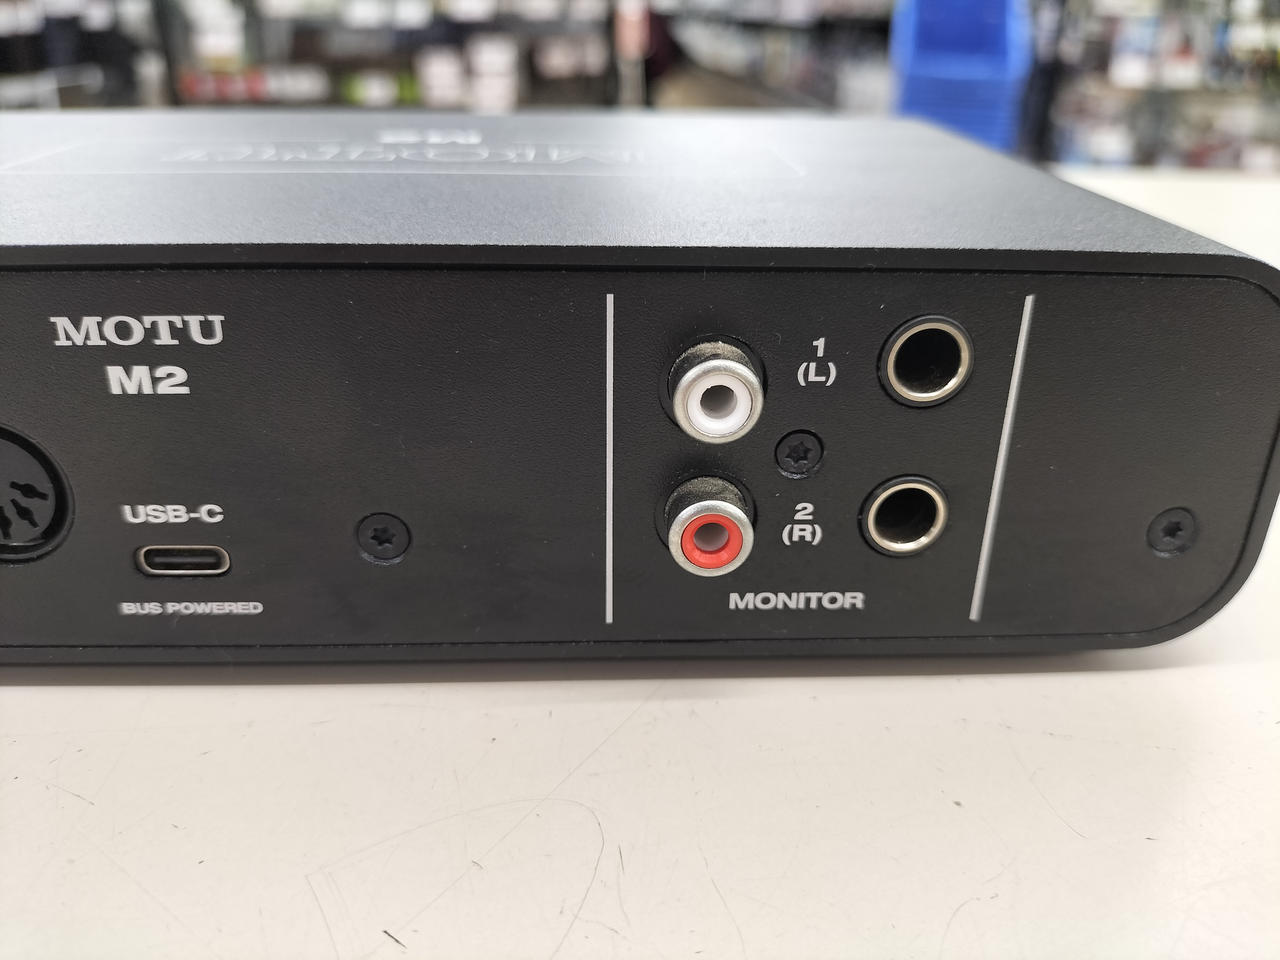 MOTU
M2
USB-C
BUS POWERED
1
(L)
2
(R)
MONITOR